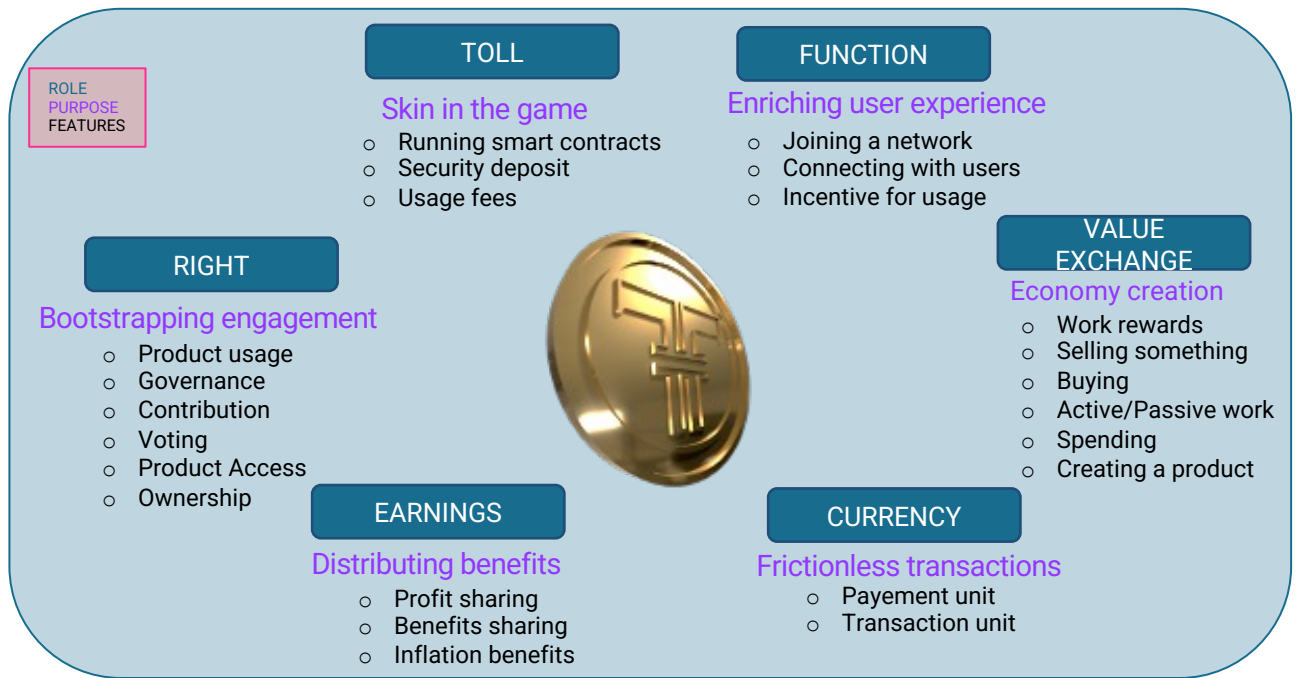 ROLE
PURPOSE
FEATURES
TOLL
Skin in the game
o Running smart contracts
o Security deposit
o Usage fees
FUNCTION
Enriching user experience
o Joining a network
o Connecting with users
o Incentive for usage
RIGHT
Bootstrapping engagement
o Product usage
o Governance
o Contribution
o Voting
o Product Access
o Ownership
VALUE
EXCHANGE
Economy creation
o Work rewards
o Selling something
o Buying
o Active/Passive work
o Spending
o Creating a product
EARNINGS
Distributing benefits
o Profit sharing
o Benefits sharing
o Inflation benefits
CURRENCY
Frictionless transactions
o Payement unit
o Transaction unit